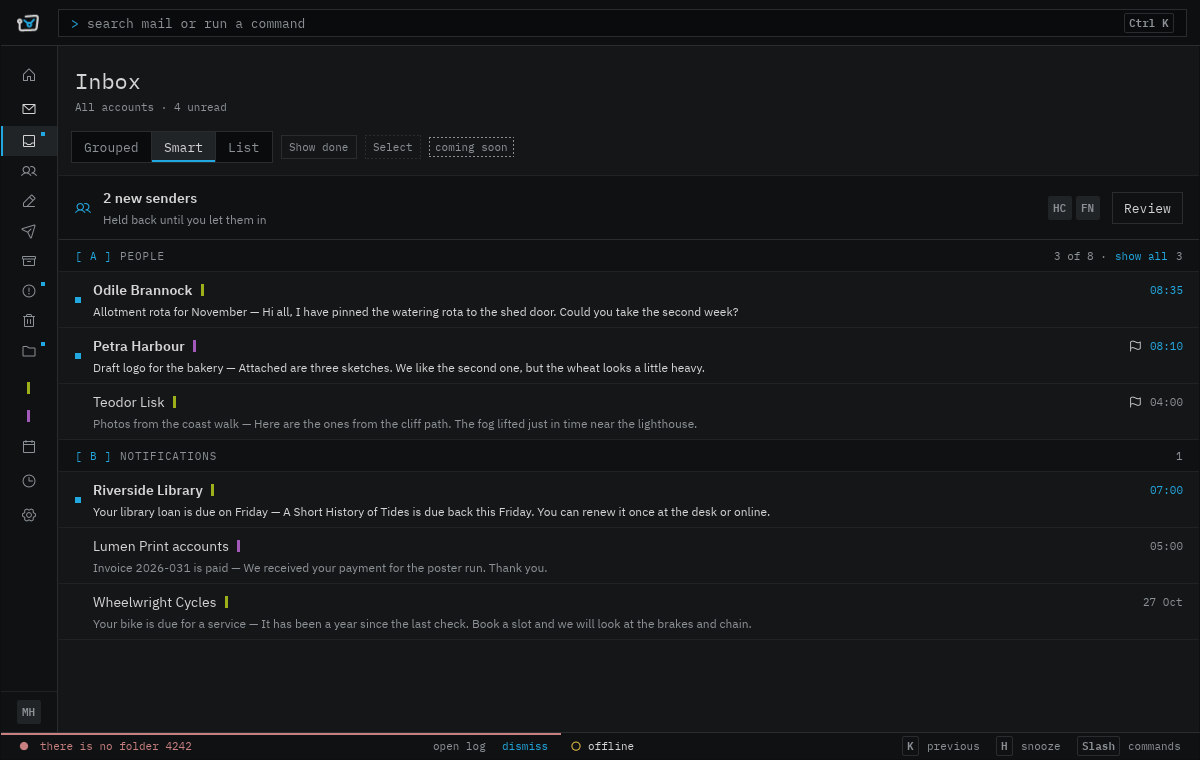 > search mail or run a command Ctrl K
Inbox
All accounts · 4 unread
Grouped Smart List Show done Select coming soon
2 new senders
Held back until you let them in
HC FN Review
[ A ] PEOPLE 3 of 8 · show all 3
Odile Brannock 08:35
Allotment rota for November — Hi all, I have pinned the watering rota to the shed door. Could you take the second week?
Petra Harbour 08:10
Draft logo for the bakery — Attached are three sketches. We like the second one, but the wheat looks a little heavy.
Teodor Lisk 04:00
Photos from the coast walk — Here are the ones from the cliff path. The fog lifted just in time near the lighthouse.
[ B ] NOTIFICATIONS 1
Riverside Library 07:00
Your library loan is due on Friday — A Short History of Tides is due back this Friday. You can renew it once at the desk or online.
Lumen Print accounts 05:00
Invoice 2026-031 is paid — We received your payment for the poster run. Thank you.
Wheelwright Cycles 27 Oct
Your bike is due for a service — It has been a year since the last check. Book a slot and we will look at the brakes and chain.
MH
there is no folder 4242 open log dismiss offline K previous H snooze Slash commands